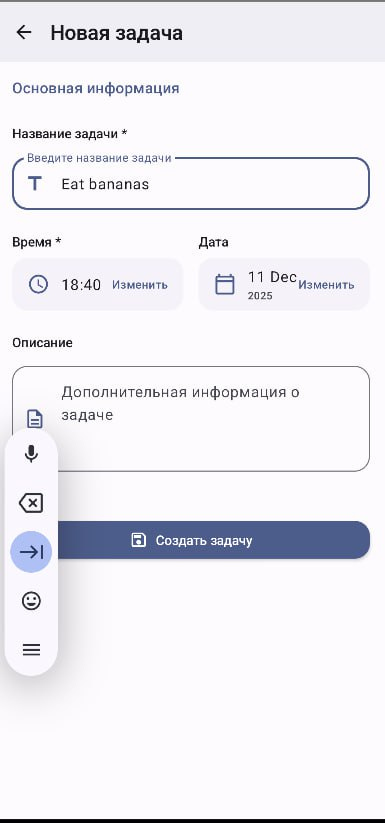 Новая задача
Основная информация
Название задачи *
Введите название задачи
Eat bananas
Время *
Дата
18:40 Изменить
11 Dec 2025 Изменить
Описание
Дополнительная информация о
задаче
Создать задачу